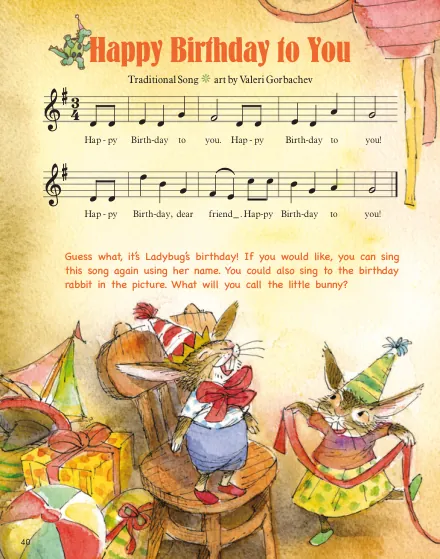 Happy Birthday to You
Traditional Song ❊ art by Valeri Gorbachev
3
4
Hap - py Birth-day to you. Hap - py Birth-day to you!
Hap - py Birth-day, dear friend_. Hap-py Birth-day to you!
Guess what, it's Ladybug's birthday! If you would like, you can sing
this song again using her name. You could also sing to the birthday
rabbit in the picture. What will you call the little bunny?
40